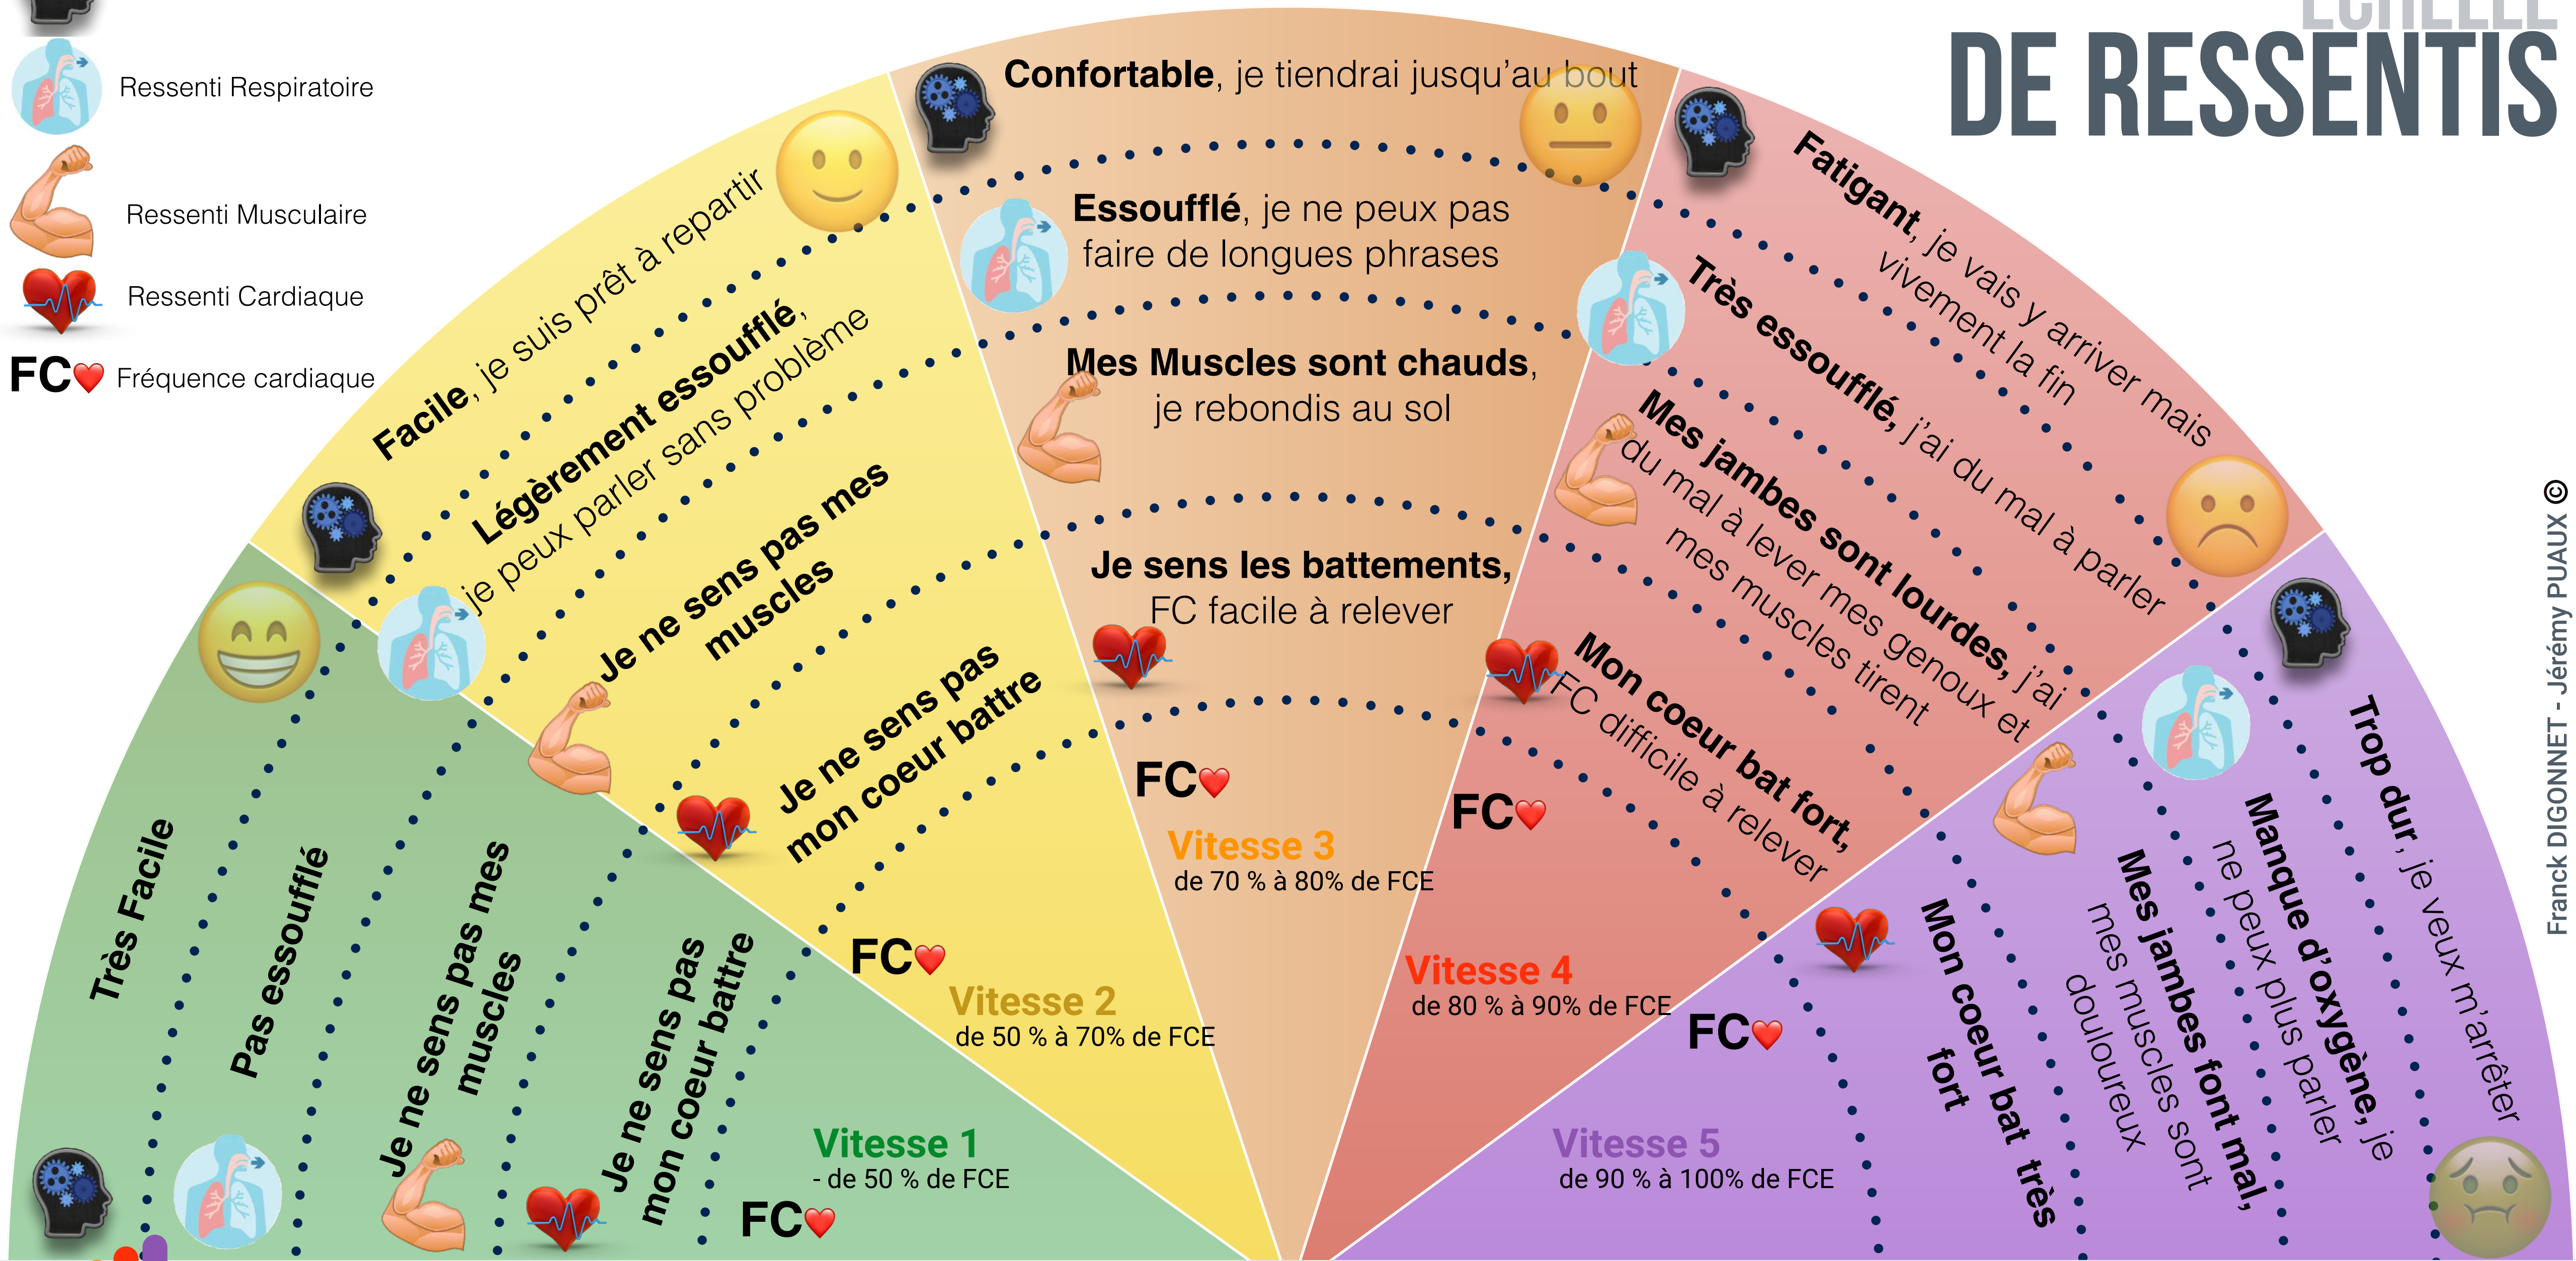 ÉCHELLE
DE RESSENTIS
Ressenti Respiratoire
Ressenti Musculaire
Ressenti Cardiaque
FC Fréquence cardiaque
Très Facile
Pas essoufflé
Je ne sens pas mes
muscles
Je ne sens pas
mon coeur battre
FC
Vitesse 1
- de 50 % de FCE
Facile, je suis prêt à repartir
Légèrement essoufflé,
je peux parler sans problème
Je ne sens pas mes
muscles
Je ne sens pas
mon coeur battre
FC
Vitesse 2
de 50 % à 70% de FCE
Confortable, je tiendrai jusqu'au bout
Essoufflé, je ne peux pas
faire de longues phrases
Mes Muscles sont chauds,
je rebondis au sol
Je sens les battements,
FC facile à relever
FC
Vitesse 3
de 70 % à 80% de FCE
Fatigant, je vais y arriver mais
vivement la fin
Très essoufflé, j'ai du mal à parler
Mes jambes sont lourdes, j'ai
du mal à lever mes genoux et
mes muscles tirent
Mon coeur bat fort,
FC difficile à relever
FC
Vitesse 4
de 80 % à 90% de FCE
Trop dur, je veux m'arrêter
Manque d'oxygène, je
ne peux plus parler
Mes jambes font mal,
mes muscles sont
douloureux
Mon coeur bat très
fort
FC
Vitesse 5
de 90 % à 100% de FCE
Franck DIGONNET - Jérémy PUAUX ©